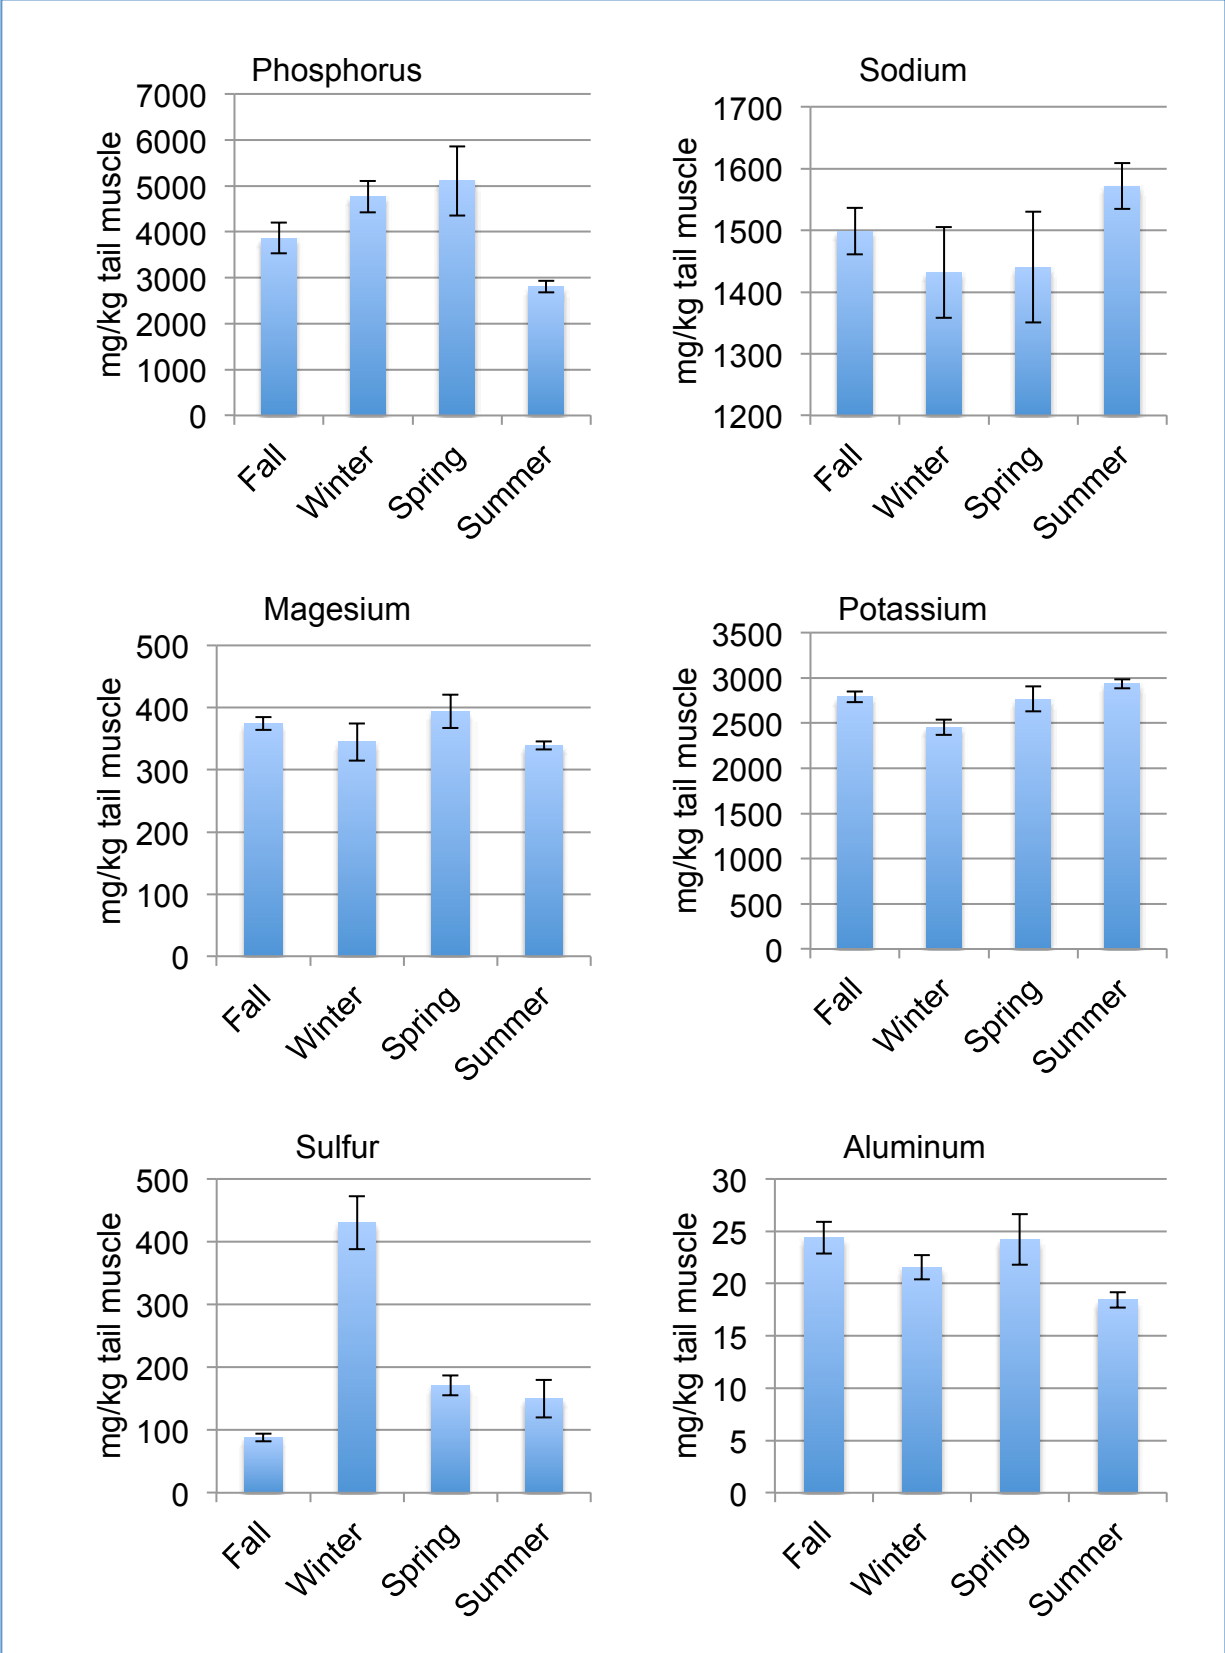 Phosphorus
7000
6000
5000
4000
3000
2000
1000
0
mg/kg tail muscle
Fall
Winter
Spring
Summer
Sodium
1700
1600
1500
1400
1300
1200
mg/kg tail muscle
Fall
Winter
Spring
Summer
Magesium
500
400
300
200
100
0
mg/kg tail muscle
Fall
Winter
Spring
Summer
Potassium
3500
3000
2500
2000
1500
1000
500
0
mg/kg tail muscle
Fall
Winter
Spring
Summer
Sulfur
500
400
300
200
100
0
mg/kg tail muscle
Fall
Winter
Spring
Summer
Aluminum
30
25
20
15
10
5
0
mg/kg tail muscle
Fall
Winter
Spring
Summer